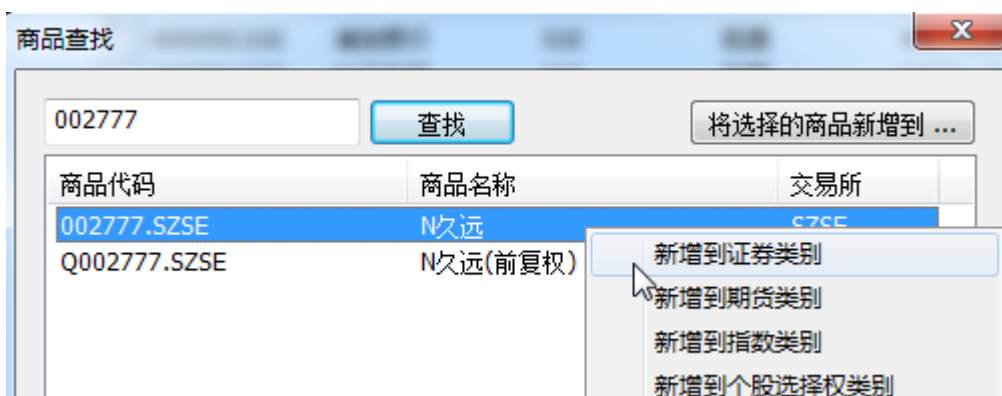 商品查找
002777
查找
将选择的商品新增到 ...
商品代码 商品名称 交易所
002777.SZSE N久远 SZSE
Q002777.SZSE N久远(前复权)
新增到证券类别
新增到期货类别
新增到指数类别
新增到个股选择权类别